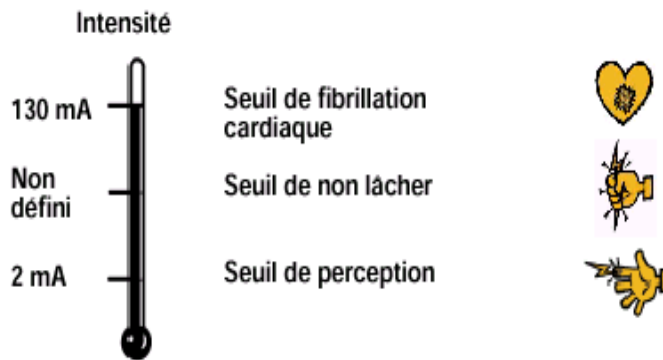 Intensité
130 mA
Seuil de fibrillation
cardiaque
Non
défini
Seuil de non lâcher
2 mA
Seuil de perception